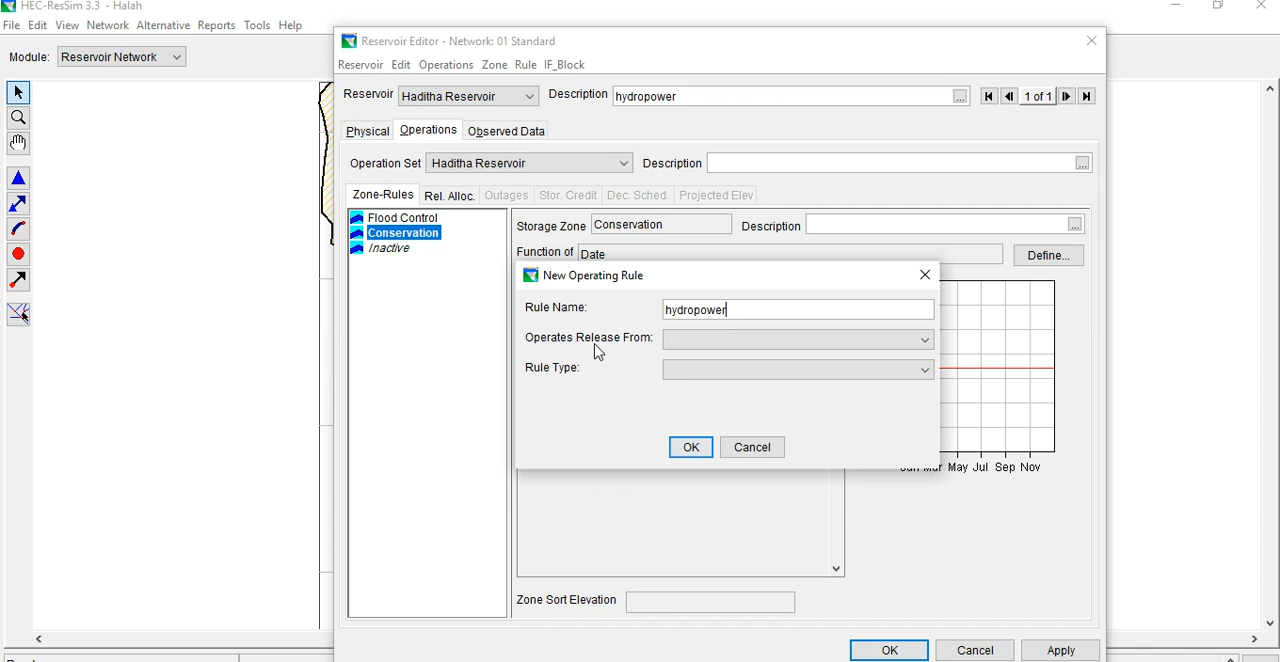 HEC-ResSim 3.3 - Halah
File Edit View Network Alternative Reports Tools Help
Module: Reservoir Network
Reservoir Editor - Network: 01 Standard
Reservoir Edit Operations Zone Rule IF_Block
Reservoir Haditha Reservoir Description hydropower ... 1 of 1
Physical Operations Observed Data
Operation Set Haditha Reservoir Description ...
Zone-Rules Rel. Alloc. Outages Stor. Credit Dec. Sched. Projected Elev
Flood Control
Conservation
Inactive
Storage Zone Conservation Description ...
Function of Date Define...
New Operating Rule
Rule Name: hydropower
Operates Release From:
Rule Type:
OK Cancel
May Jul Sep Nov
Zone Sort Elevation
OK Cancel Apply